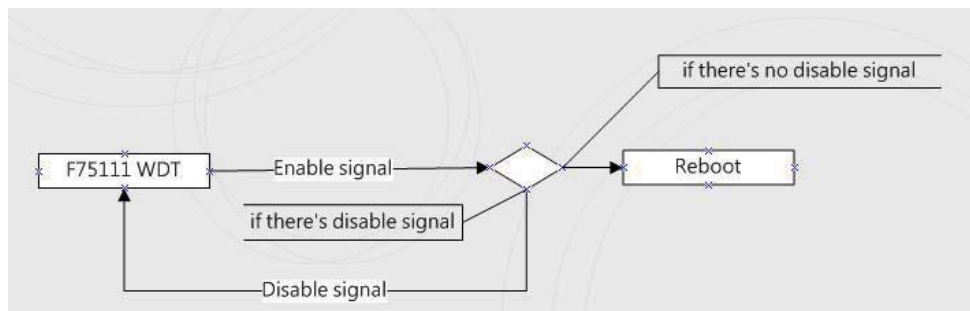 if there's no disable signal
F75111 WDT
Enable signal
Reboot
if there's disable signal
Disable signal